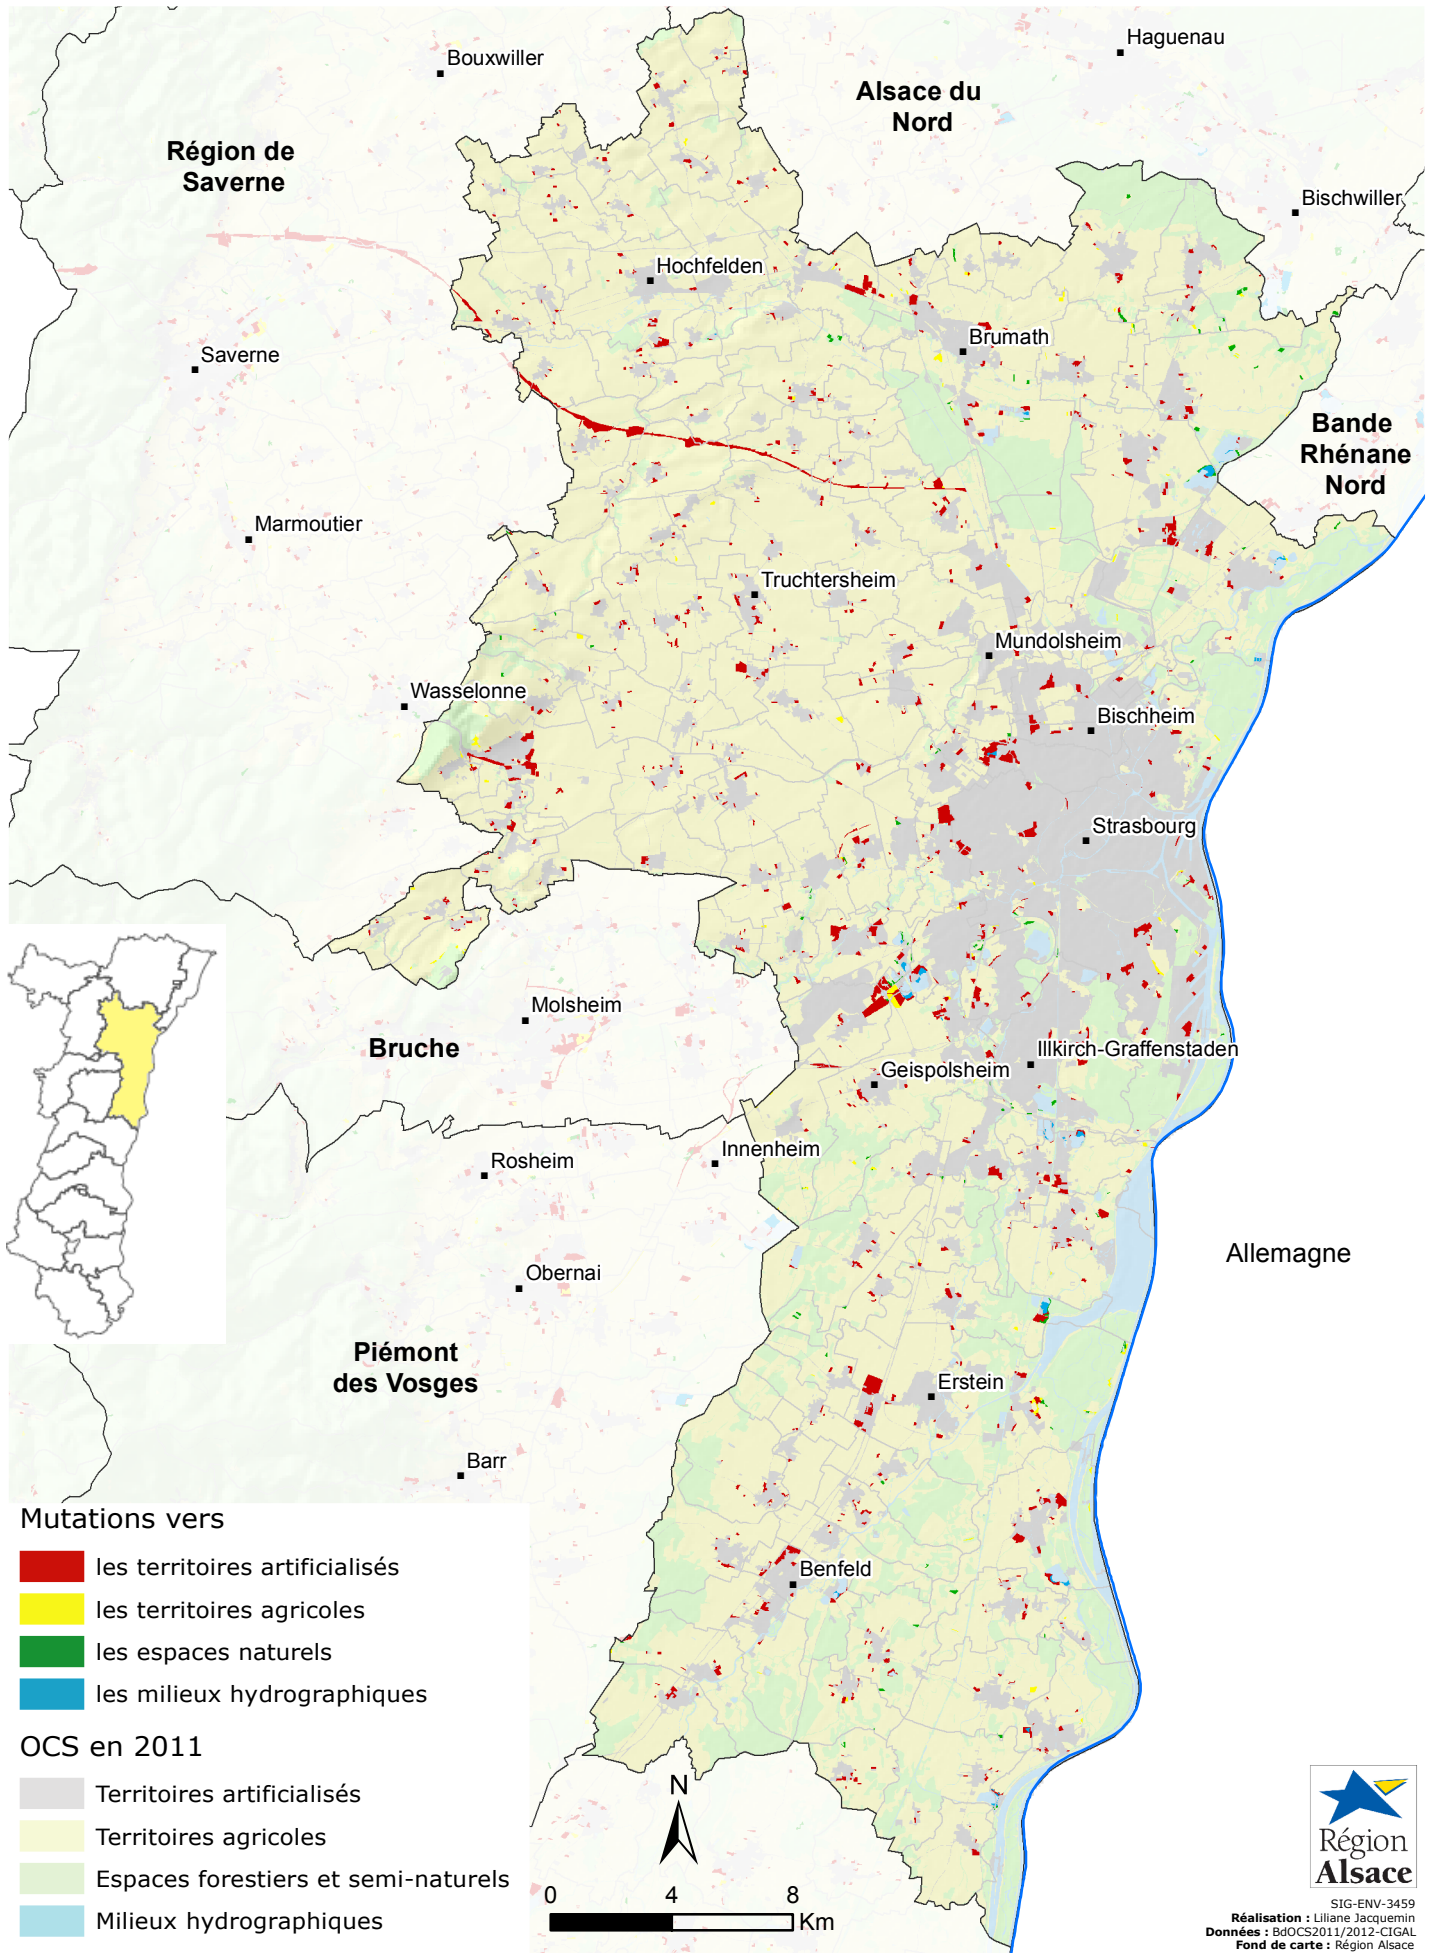 Haguenau
Bouxwiller
Alsace du
Nord
Région de
Saverne
Bischwiller
Hochfelden
Brumath
Saverne
Bande
Rhénane
Nord
Marmoutier
Truchtersheim
Mundolsheim
Wasselonne
Bischheim
Strasbourg
Molsheim
Bruche
Illkirch-Graffenstaden
Geispolsheim
Innenheim
Rosheim
Allemagne
Obernai
Piémont
des Vosges
Erstein
Barr
Benfeld
Mutations vers
les territoires artificialisés
les territoires agricoles
les espaces naturels
les milieux hydrographiques
OCS en 2011
Territoires artificialisés
Territoires agricoles
Espaces forestiers et semi-naturels
Milieux hydrographiques
N
0 4 8
Km
Région
Alsace
SIG-ENV-3459
Réalisation : Liliane Jacquemin
Données : BdOCS2011/2012-CIGAL
Fond de carte : Région Alsace